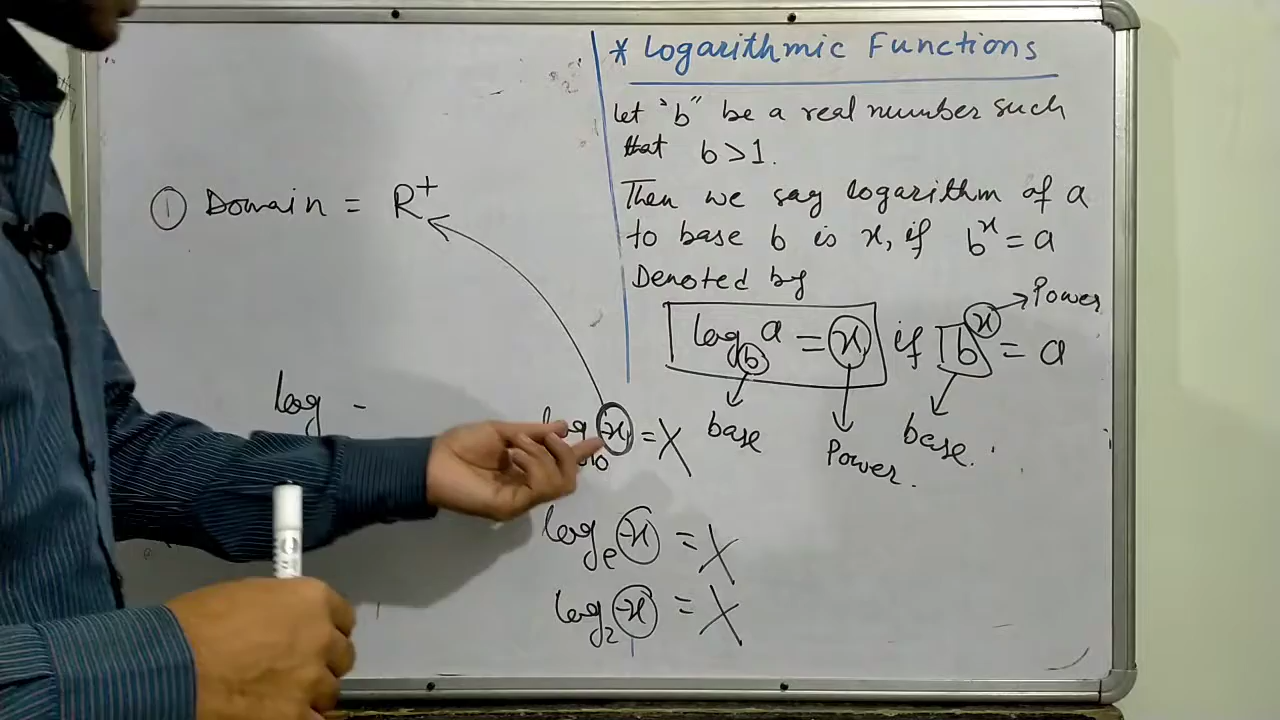 * Logarithmic Functions
Let "b" be a real number such
that b > 1.
Then we say logarithm of a
to base b is x, if b^x = a
Denoted by
log_b a = x if b^x = a
Power
base
Power.
base.
① Domain = R⁺
log -
log_10 -x = X
log_e -x = X
log_2 -x = X